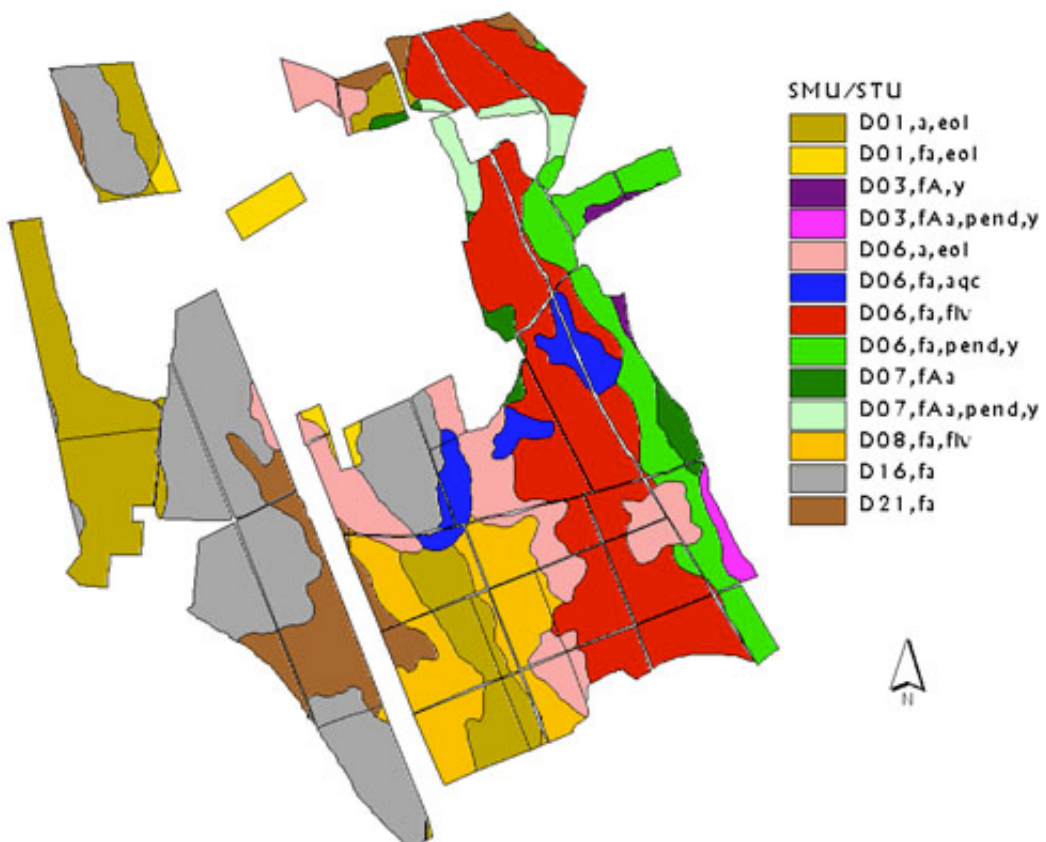 SMU/STU
D01,a,eol
D01,fa,eol
D03,fA,y
D03,fAa,pend,y
D06,a,eol
D06,fa,aqc
D06,fa,flv
D06,fa,pend,y
D07,fAa
D07,fAa,pend,y
D08,fa,flv
D16,fa
D21,fa
N